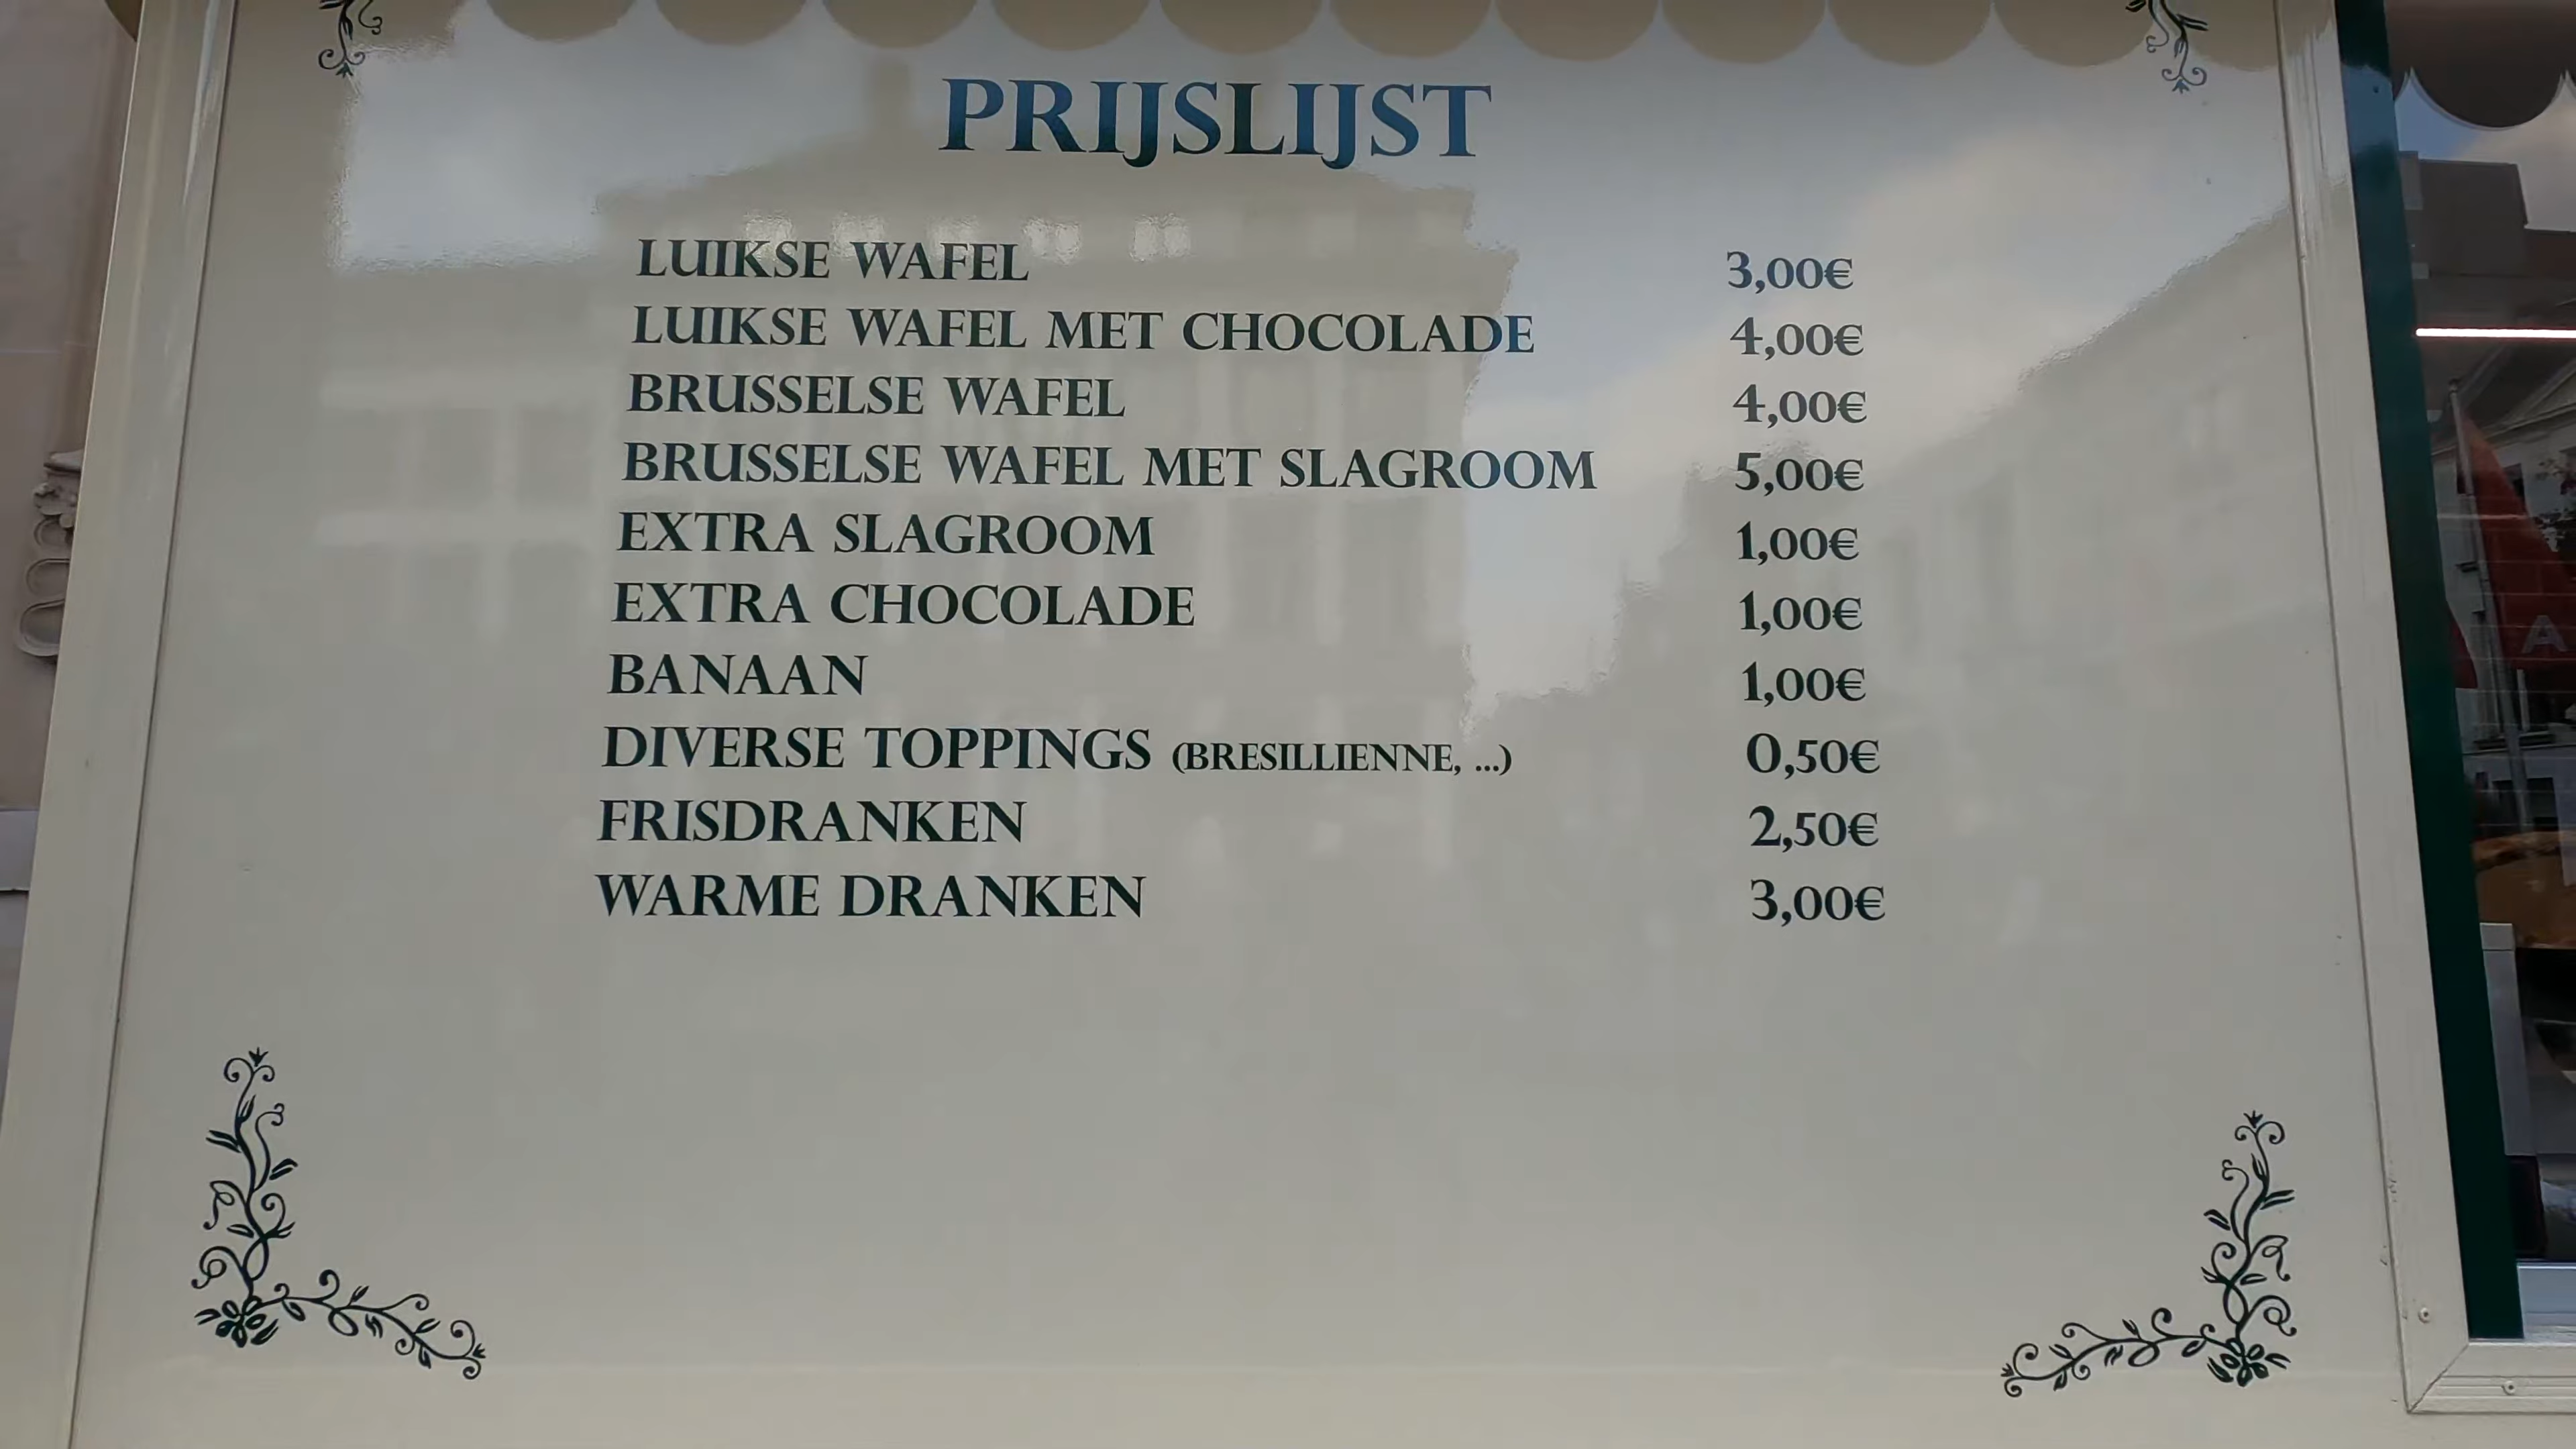 PRIJSLIJST
LUIKSE WAFEL 3,00€
LUIKSE WAFEL MET CHOCOLADE 4,00€
BRUSSELSE WAFEL 4,00€
BRUSSELSE WAFEL MET SLAGROOM 5,00€
EXTRA SLAGROOM 1,00€
EXTRA CHOCOLADE 1,00€
BANAAN 1,00€
DIVERSE TOPPINGS (BRESILLIENNE, ...) 0,50€
FRISDRANKEN 2,50€
WARME DRANKEN 3,00€
A